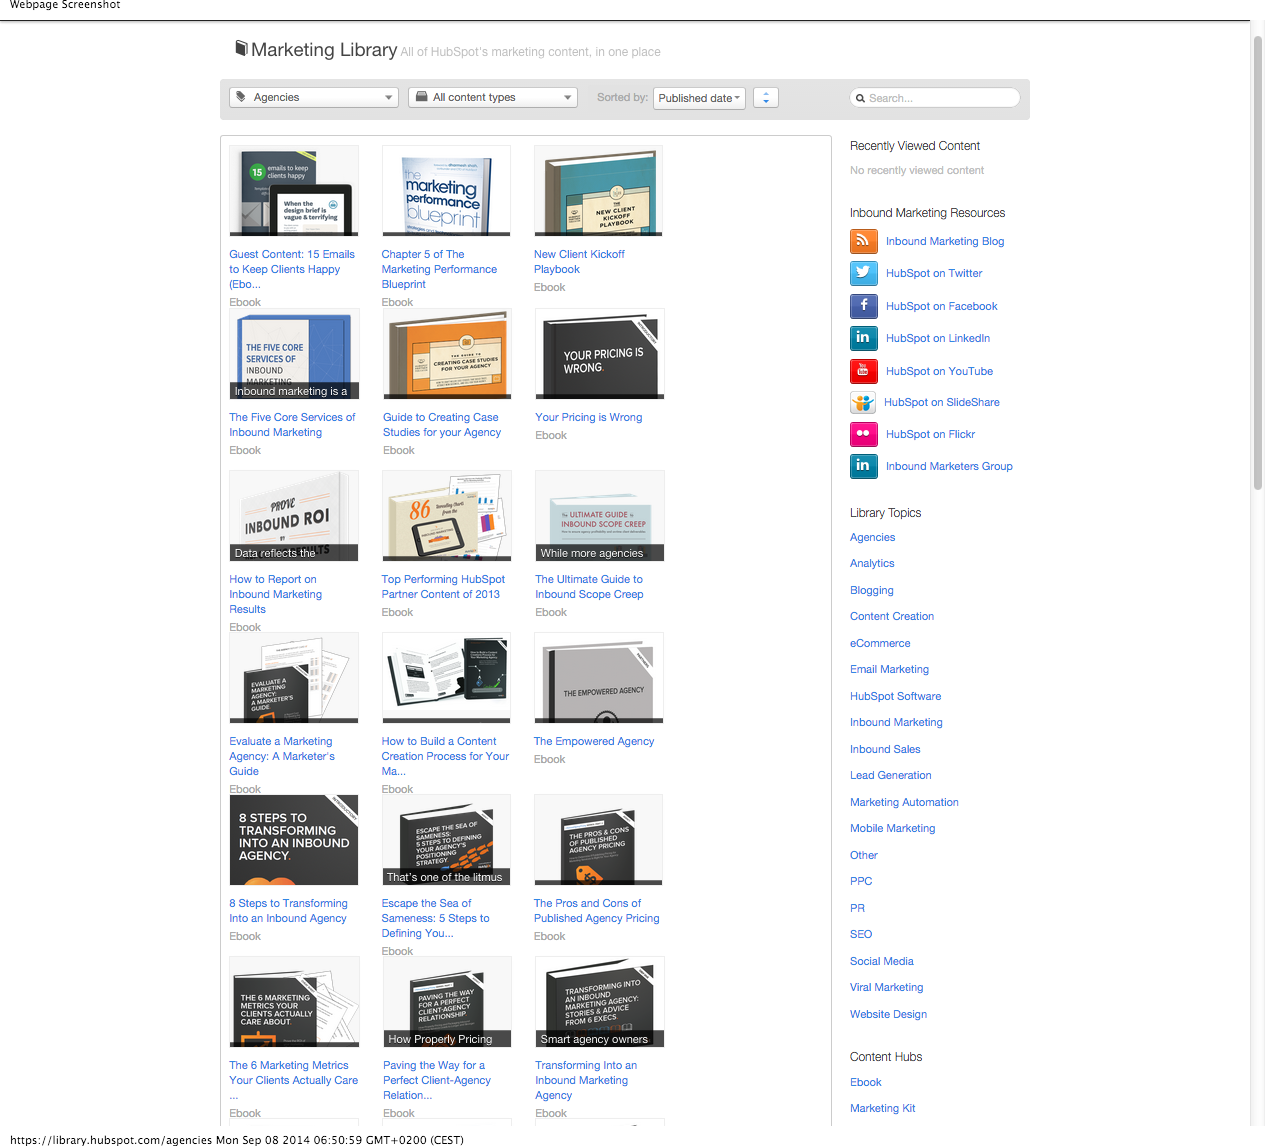 Webpage Screenshot
Marketing Library All of HubSpot's marketing content, in one place
Agencies
All content types
Sorted by:
Published date
Search...
15 emails to keep
clients happy
When the
design brief is
vague & terrifying
Guest Content: 15 Emails
to Keep Clients Happy
(Ebo...
Ebook
the
marketing
performance
blueprint
Chapter 5 of The
Marketing Performance
Blueprint
Ebook
THE
NEW CLIENT
KICKOFF
PLAYBOOK
New Client Kickoff
Playbook
Ebook
THE FIVE CORE
SERVICES OF
INBOUND
MARKETING
Inbound marketing is a
The Five Core Services of
Inbound Marketing
Ebook
THE GUIDE TO
CREATING CASE STUDIES
FOR YOUR AGENCY
Guide to Creating Case
Studies for your Agency
Ebook
INTRODUCTORY
YOUR PRICING IS
WRONG.
Your Pricing is Wrong
Ebook
PROVE
INBOUND ROI
BY
Data reflects the
How to Report on
Inbound Marketing
Results
Ebook
86 Revealing Charts
from the
Top Performing HubSpot
Partner Content of 2013
Ebook
The ULTIMATE GUIDE to
INBOUND SCOPE CREEP
While more agencies
The Ultimate Guide to
Inbound Scope Creep
Ebook
EVALUATE A
MARKETING
AGENCY:
A MARKETER'S
GUIDE.
Evaluate a Marketing
Agency: A Marketer's
Guide
Ebook
How to Build a Content
Creation Process for Your
Ma...
Ebook
THE EMPOWERED AGENCY
The Empowered Agency
Ebook
INTRODUCTORY
8 STEPS TO
TRANSFORMING
INTO AN INBOUND
AGENCY.
8 Steps to Transforming
Into an Inbound Agency
Ebook
ESCAPE THE SEA OF
SAMENESS:
5 STEPS TO DEFINING
YOUR AGENCY'S
POSITIONING
STRATEGY
That's one of the litmus
Escape the Sea of
Sameness: 5 Steps to
Defining You...
Ebook
THE PROS & CONS
OF PUBLISHED
AGENCY PRICING
The Pros and Cons of
Published Agency Pricing
Ebook
THE 6 MARKETING
METRICS YOUR
CLIENTS ACTUALLY
CARE ABOUT.
The 6 Marketing Metrics
Your Clients Actually Care
...
Ebook
PAVING THE WAY
FOR A PERFECT
CLIENT-AGENCY
RELATIONSHIP.
How Properly Pricing
Paving the Way for a
Perfect Client-Agency
Relation...
Ebook
TRANSFORMING INTO
AN INBOUND
MARKETING AGENCY:
STORIES & ADVICE
FROM 6 EXECS
Smart agency owners
Transforming Into an
Inbound Marketing
Agency
Ebook
Recently Viewed Content
No recently viewed content
Inbound Marketing Resources
Inbound Marketing Blog
HubSpot on Twitter
f HubSpot on Facebook
in HubSpot on LinkedIn
You Tube HubSpot on YouTube
HubSpot on SlideShare
HubSpot on Flickr
in Inbound Marketers Group
Library Topics
Agencies
Analytics
Blogging
Content Creation
eCommerce
Email Marketing
HubSpot Software
Inbound Marketing
Inbound Sales
Lead Generation
Marketing Automation
Mobile Marketing
Other
PPC
PR
SEO
Social Media
Viral Marketing
Website Design
Content Hubs
Ebook
Marketing Kit
https://library.hubspot.com/agencies Mon Sep 08 2014 06:50:59 GMT+0200 (CEST)